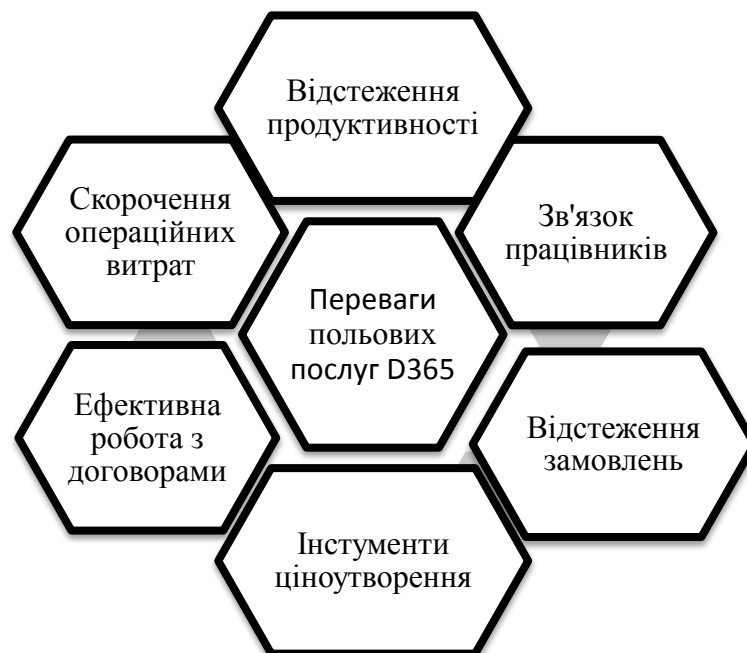 Відстеження
продуктивності
Скорочення
операційних
витрат
Зв'язок
працівників
Переваги
польових
послуг D365
Ефективна
робота з
договорами
Відстеження
замовлень
Інстументи
ціноутворення